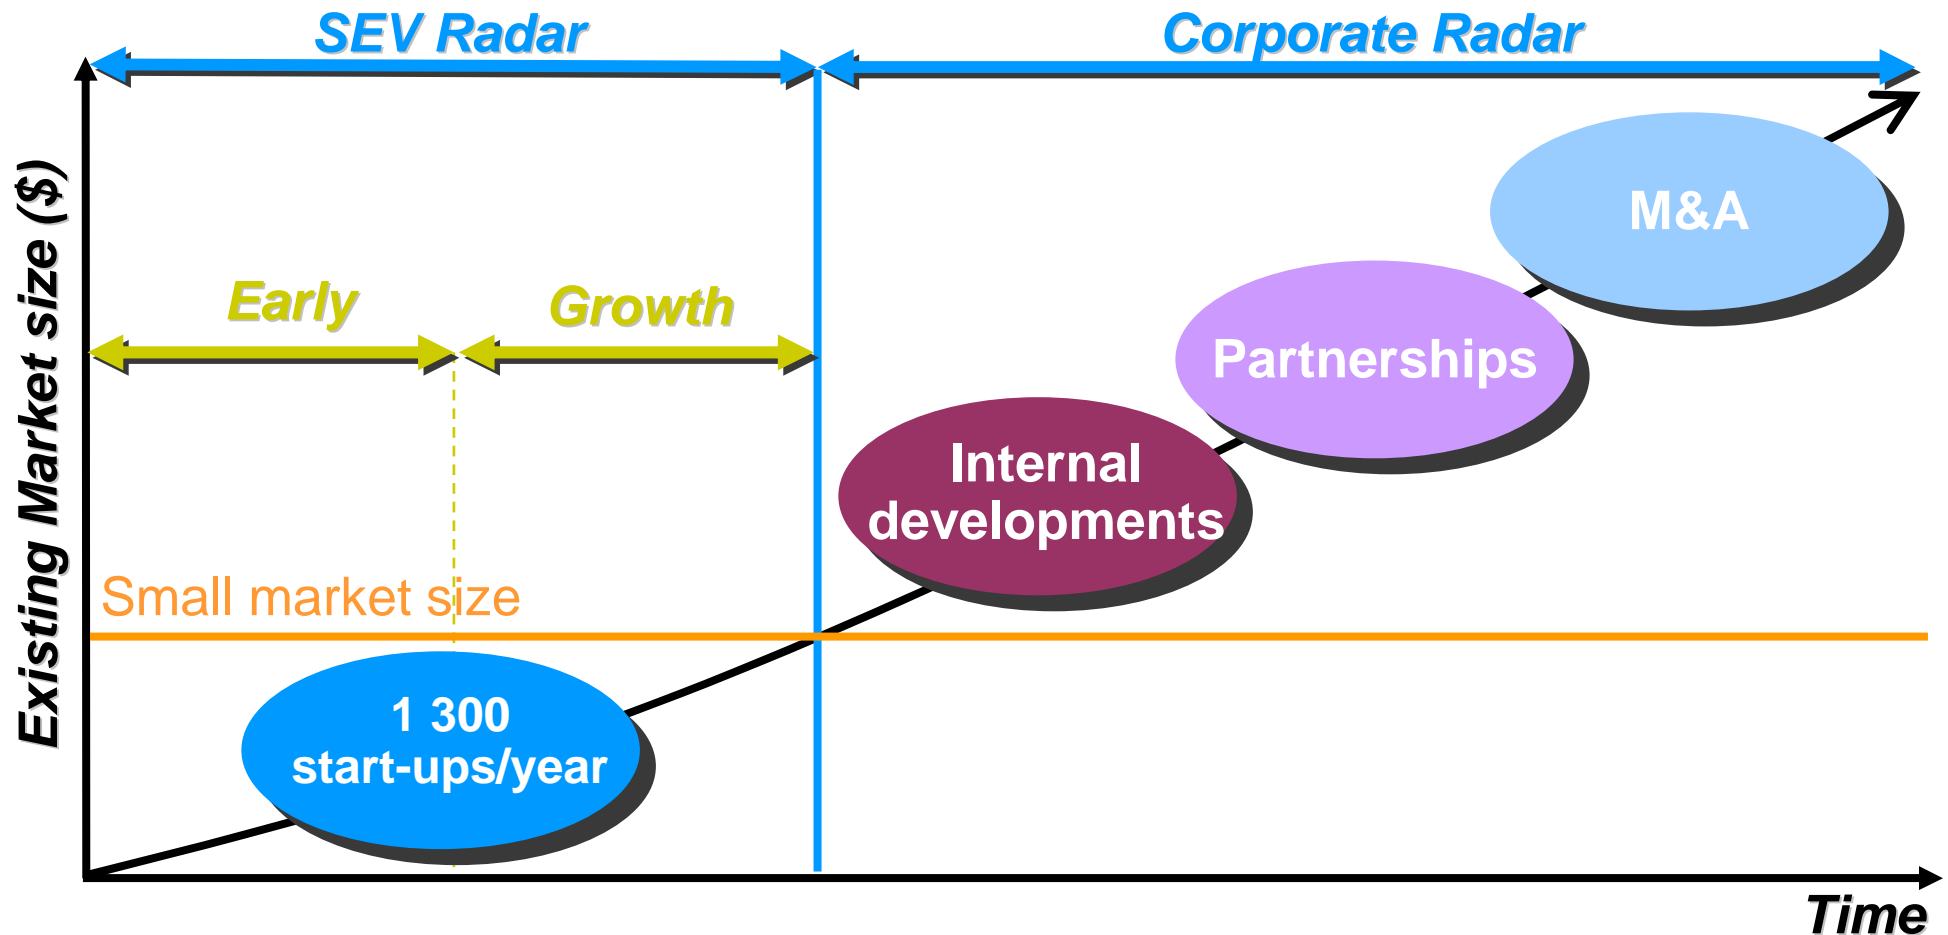 SEV Radar
Corporate Radar
Existing Market size ($)
Early
Growth
M&A
Partnerships
Internal
developments
Small market size
1 300
start-ups/year
Time